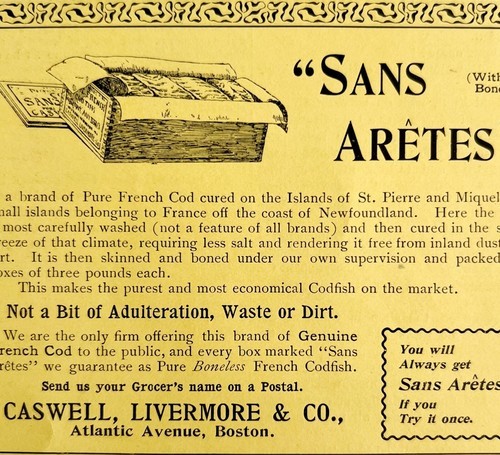 "SANS
(With
Bone
ARÊTES
a brand of Pure French Cod cured on the Islands of St. Pierre and Miquel
mall islands belonging to France off the coast of Newfoundland. Here the
most carefully washed (not a feature of all brands) and then cured in the s
reeze of that climate, requiring less salt and rendering it free from inland dust
rt. It is then skinned and boned under our own supervision and packed
oxes of three pounds each.
This makes the purest and most economical Codfish on the market.
Not a Bit of Adulteration, Waste or Dirt.
We are the only firm offering this brand of Genuine
rench Cod to the public, and every box marked "Sans
rêtes" we guarantee as Pure Boneless French Codfish.
Send us your Grocer's name on a Postal.
CASWELL, LIVERMORE & CO.,
Atlantic Avenue, Boston.
You will
Always get
Sans Arêtes
If you
Try it once.
SANS